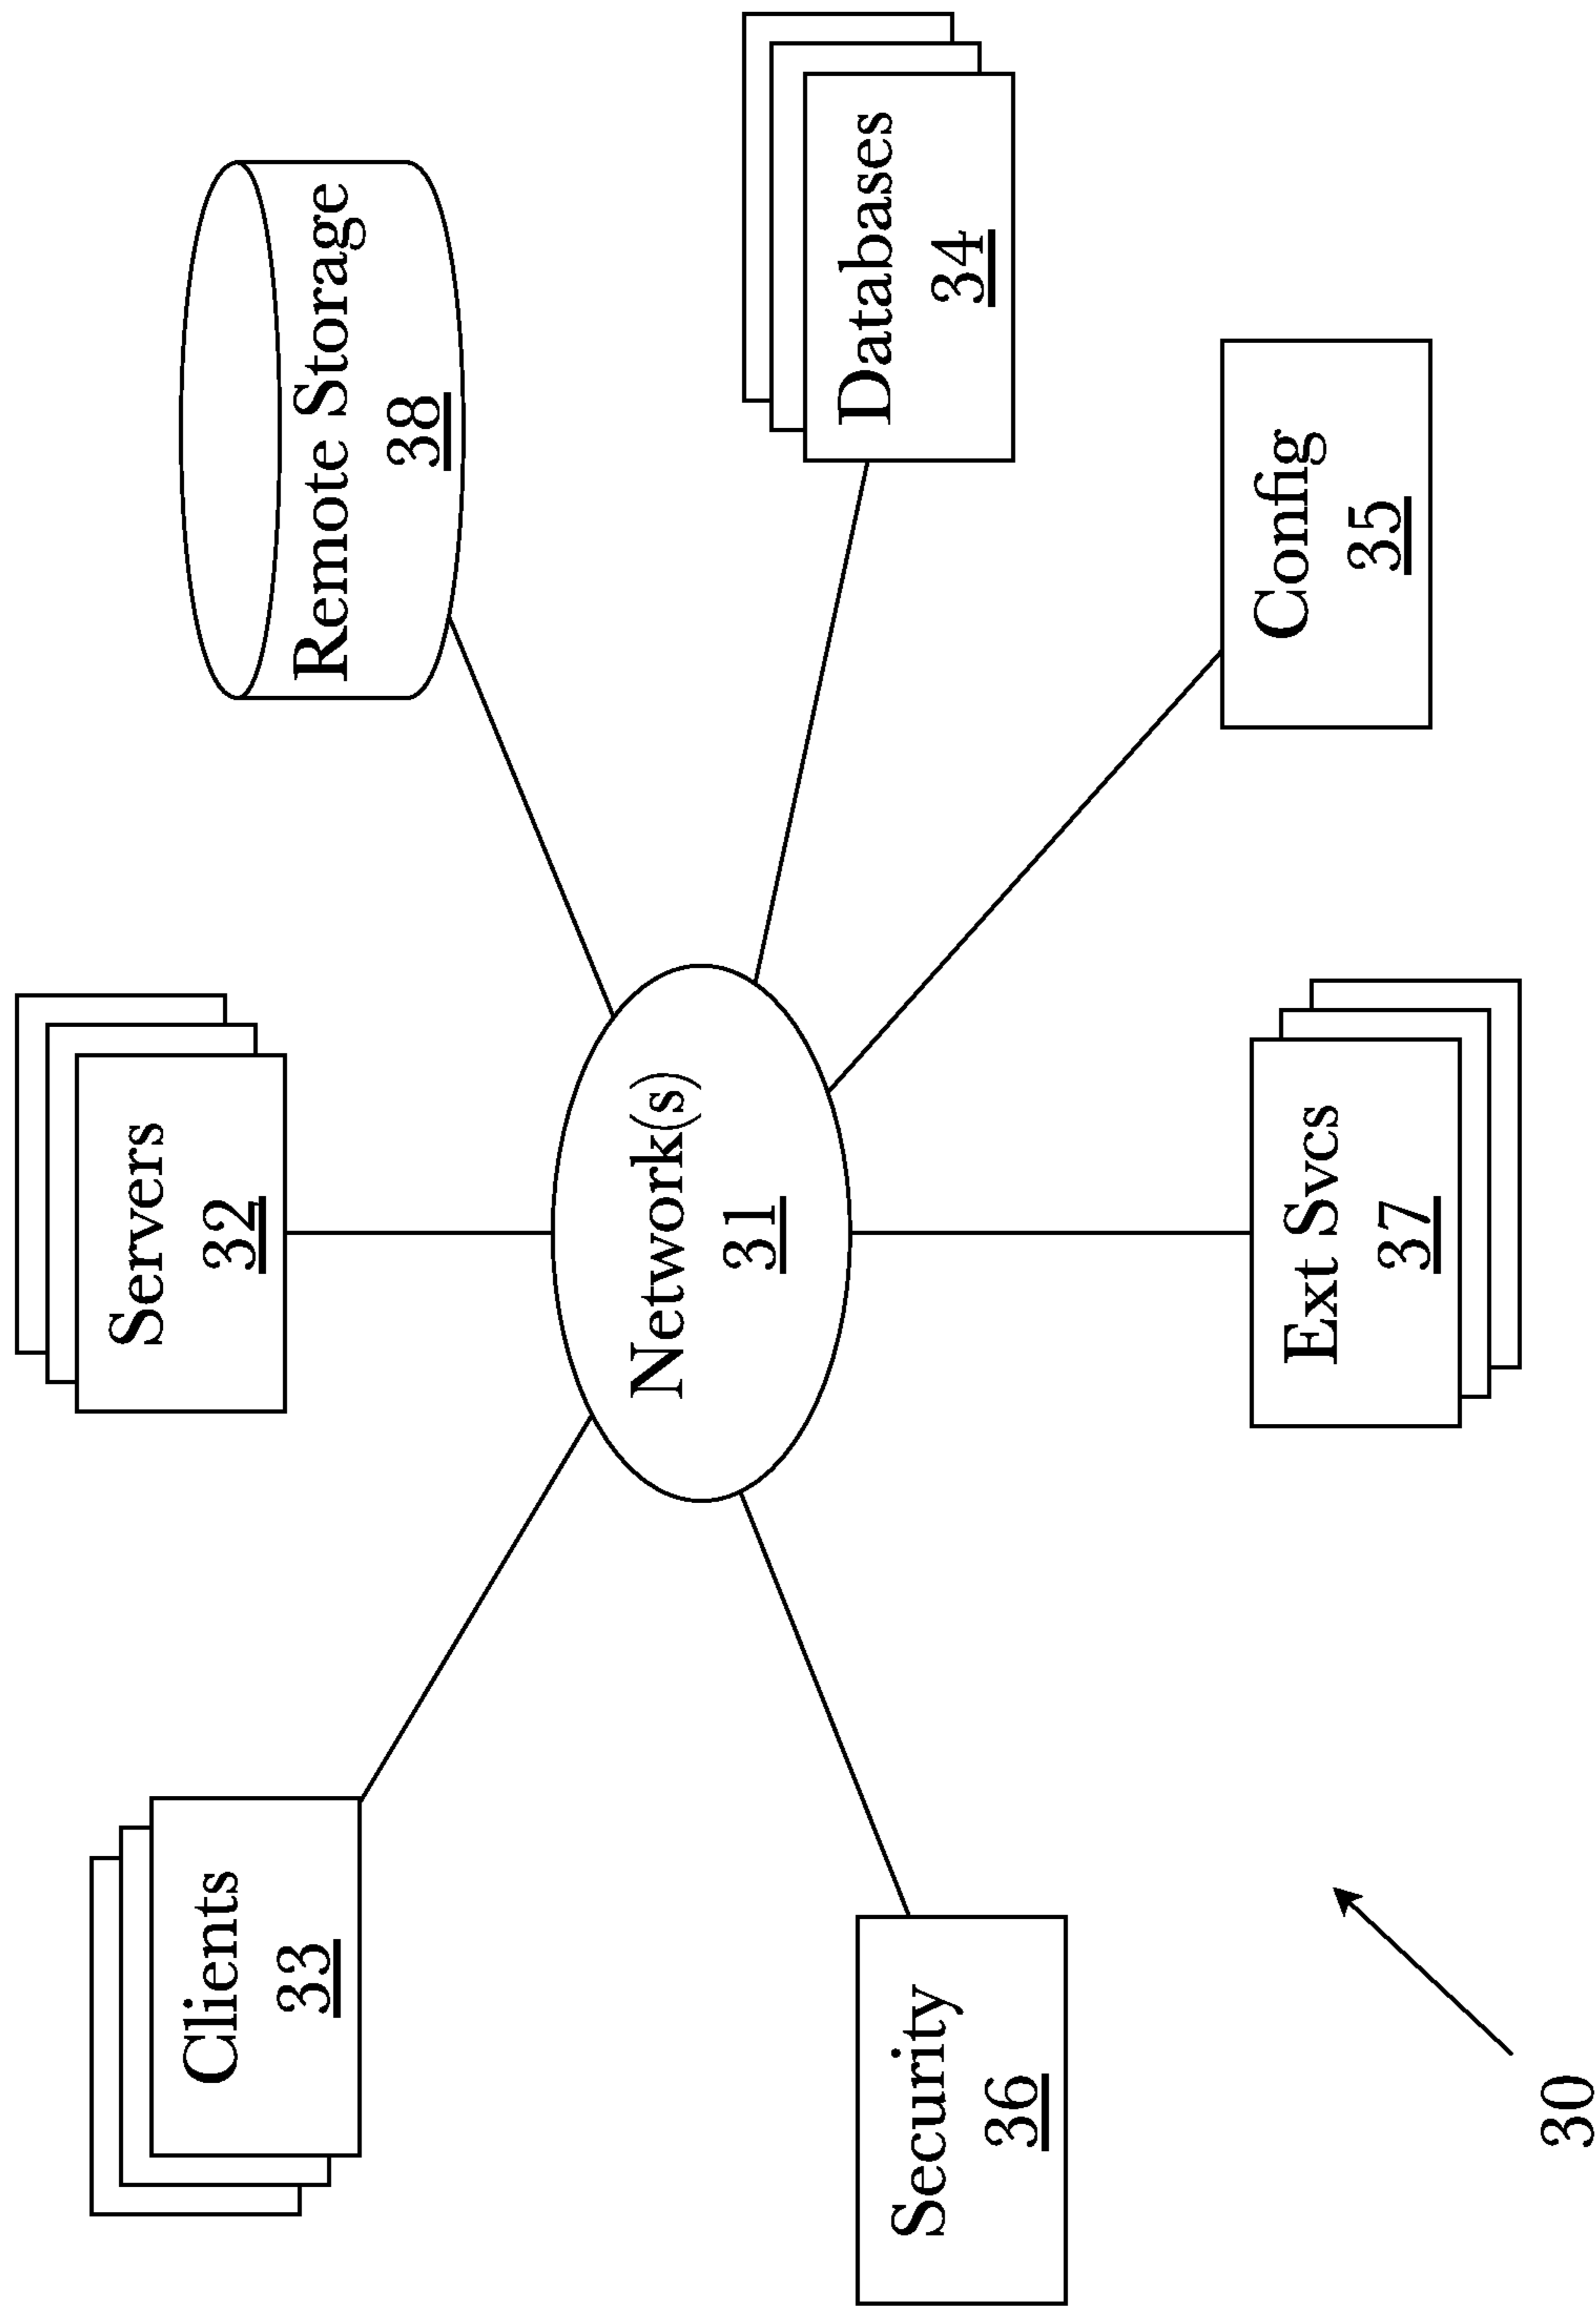 Servers
32
Clients
33
Remote Storage
38
Network(s)
31
Databases
34
Security
36
Ext Svcs
37
Config
35
30